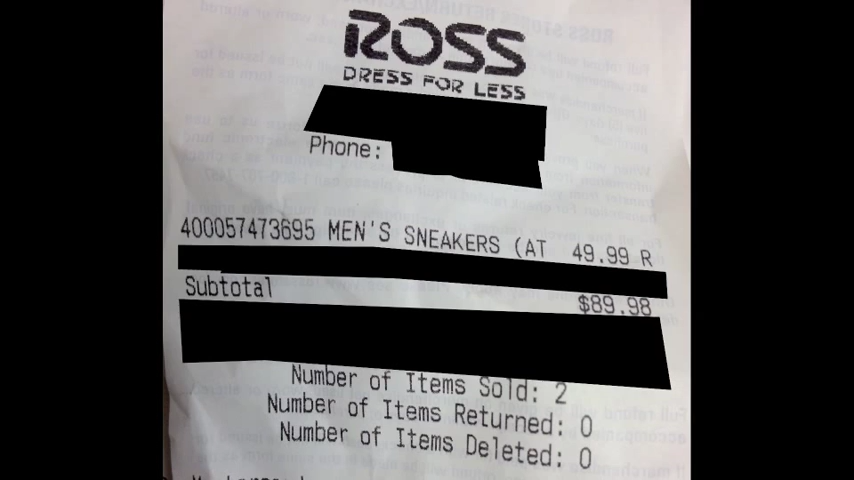 ROSS
DRESS FOR LESS
Phone:
400057473695 MEN'S SNEAKERS (AT 49.99 R
Subtotal $89.98
Number of Items Sold: 2
Number of Items Returned: 0
Number of Items Deleted: 0